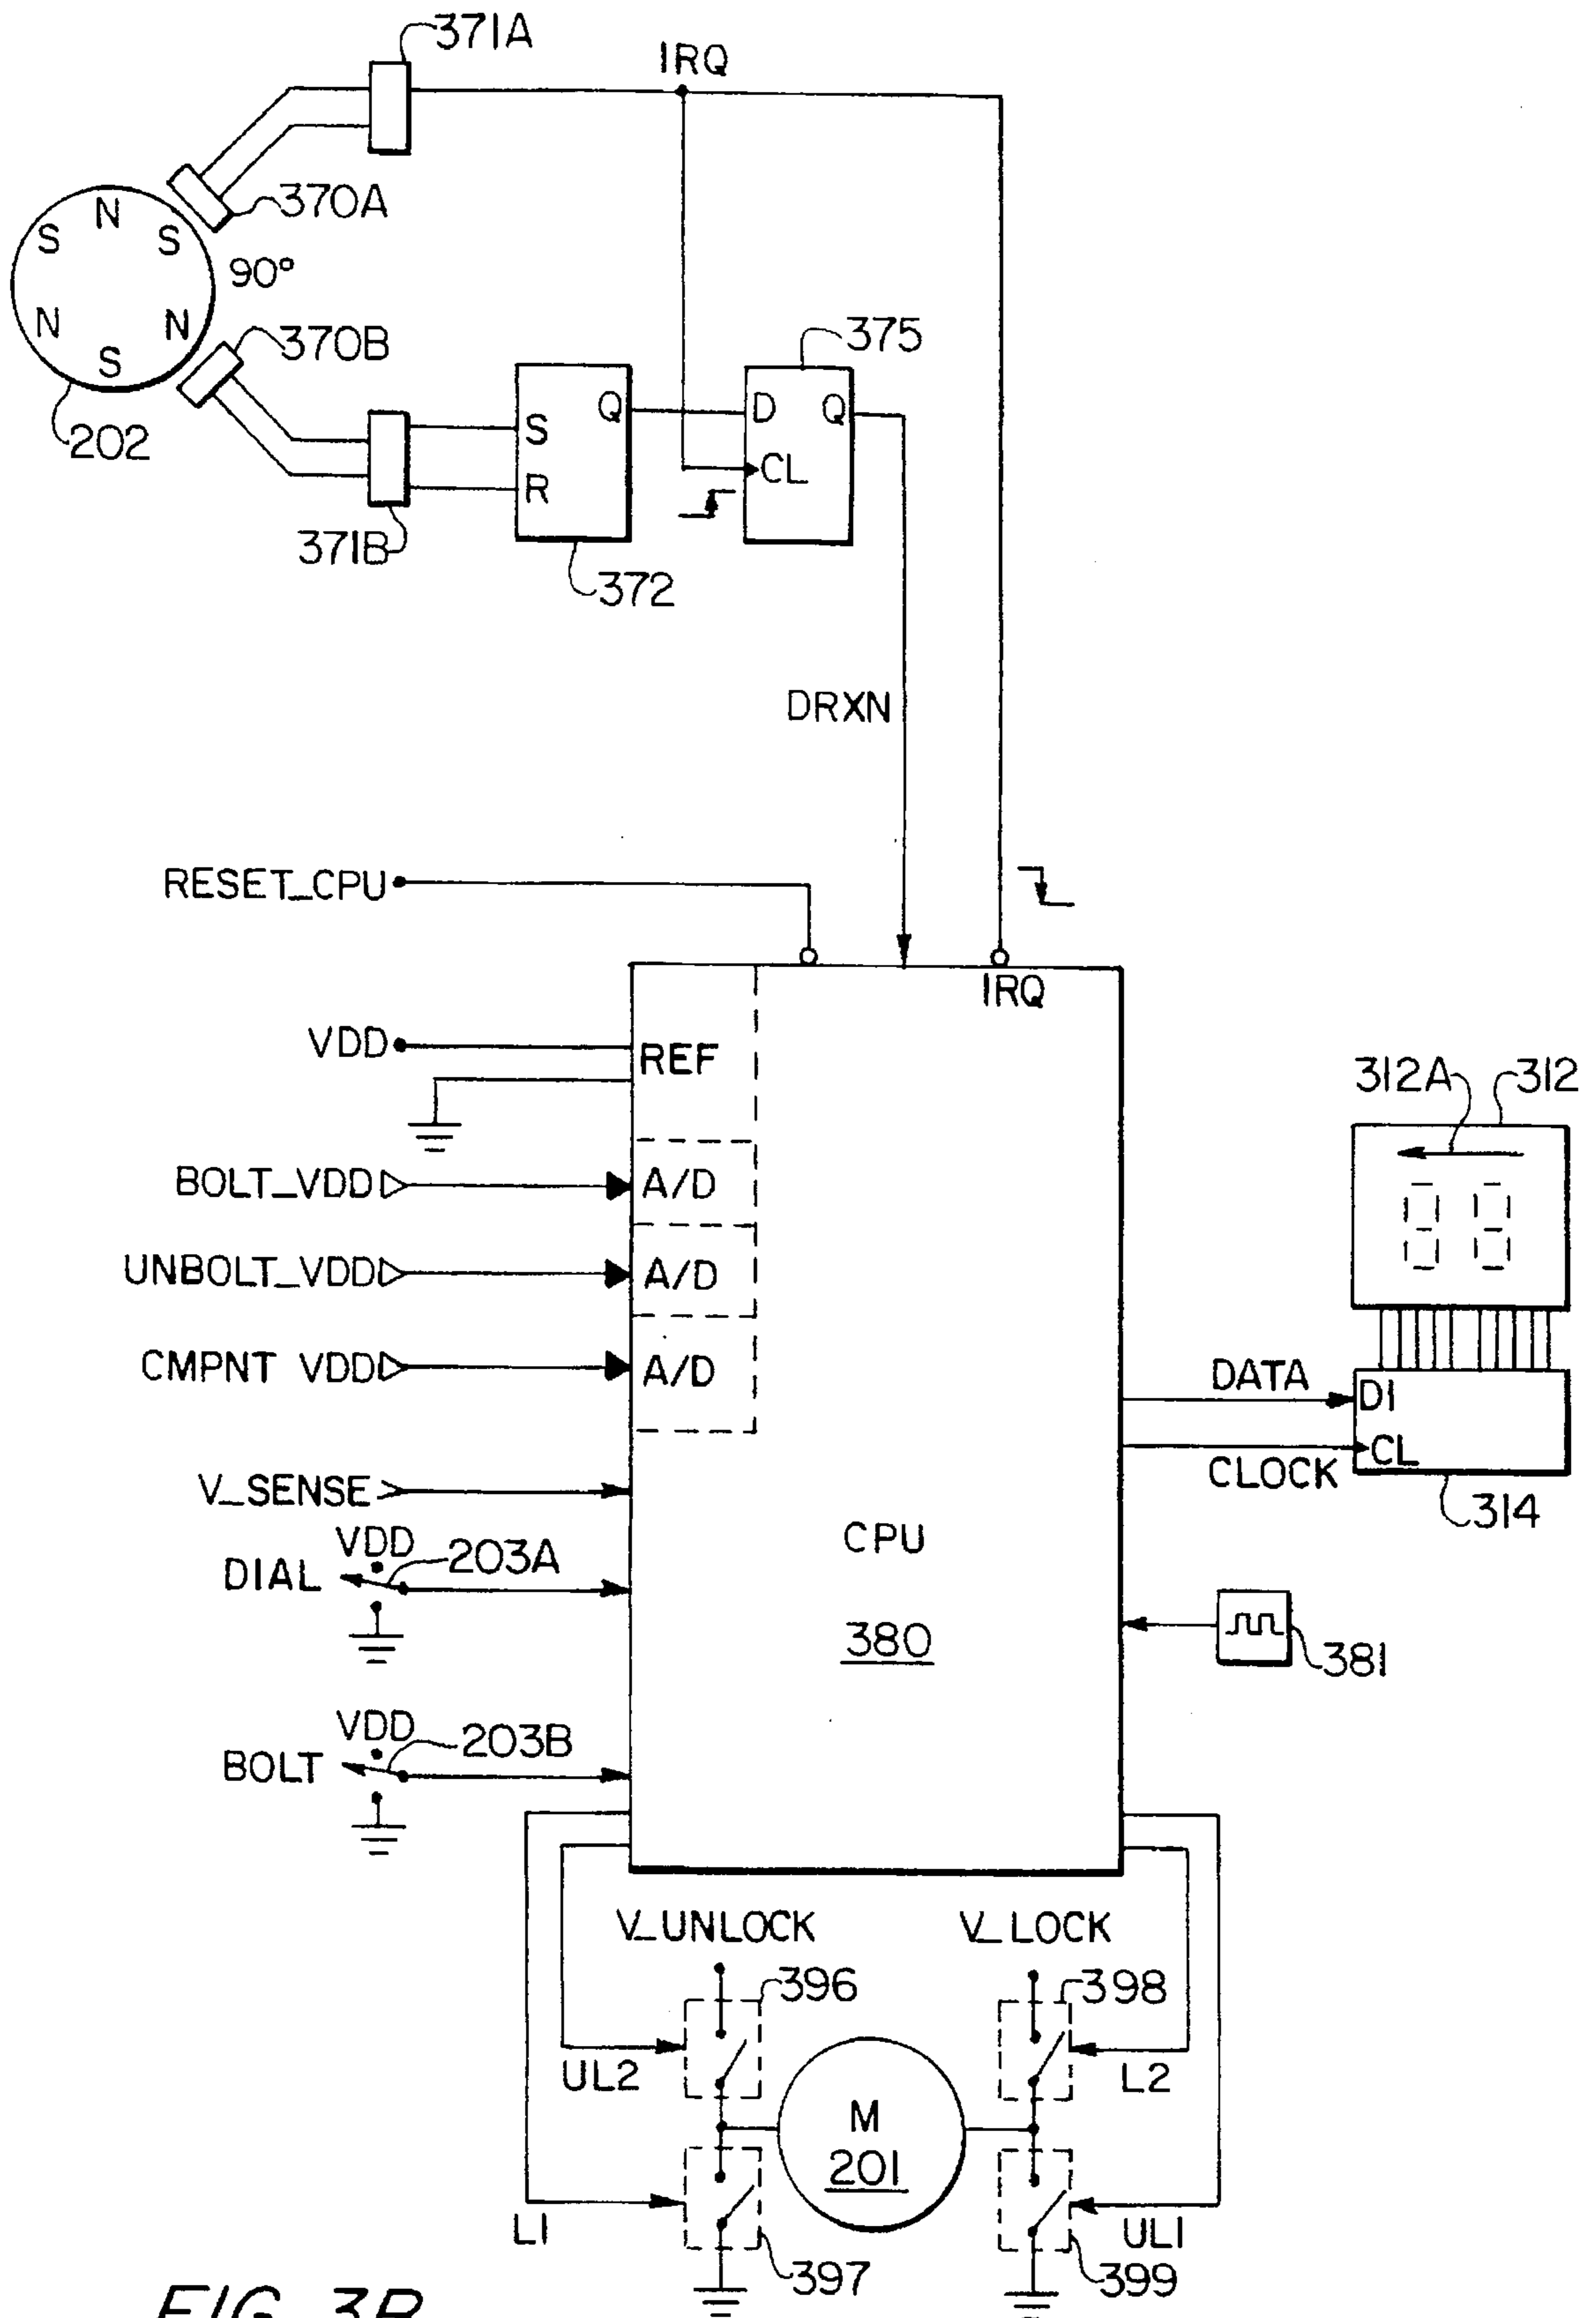 371A
IRQ
370A
N
S
S
90°
N
N
S
370B
202
371B
S
R
Q
372
375
D
Q
CL
DRXN
RESET_CPU
IRQ
VDD
REF
BOLT_VDD
A/D
UNBOLT_VDD
A/D
CMPNT VDD
A/D
V_SENSE
VDD
DIAL
203A
VDD
BOLT
203B
CPU
380
312A
312
DATA
DI
CLOCK
CL
314
381
V_UNLOCK
V_LOCK
396
398
UL2
L2
M
201
L1
UL1
397
399
FIG. 3B